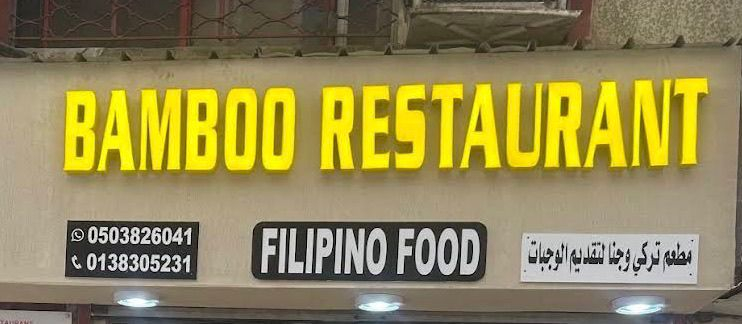 BAMBOO RESTAURANT
0503826041
0138305231
FILIPINO FOOD
مطعم تركي وجنا لتقديم الوجبات